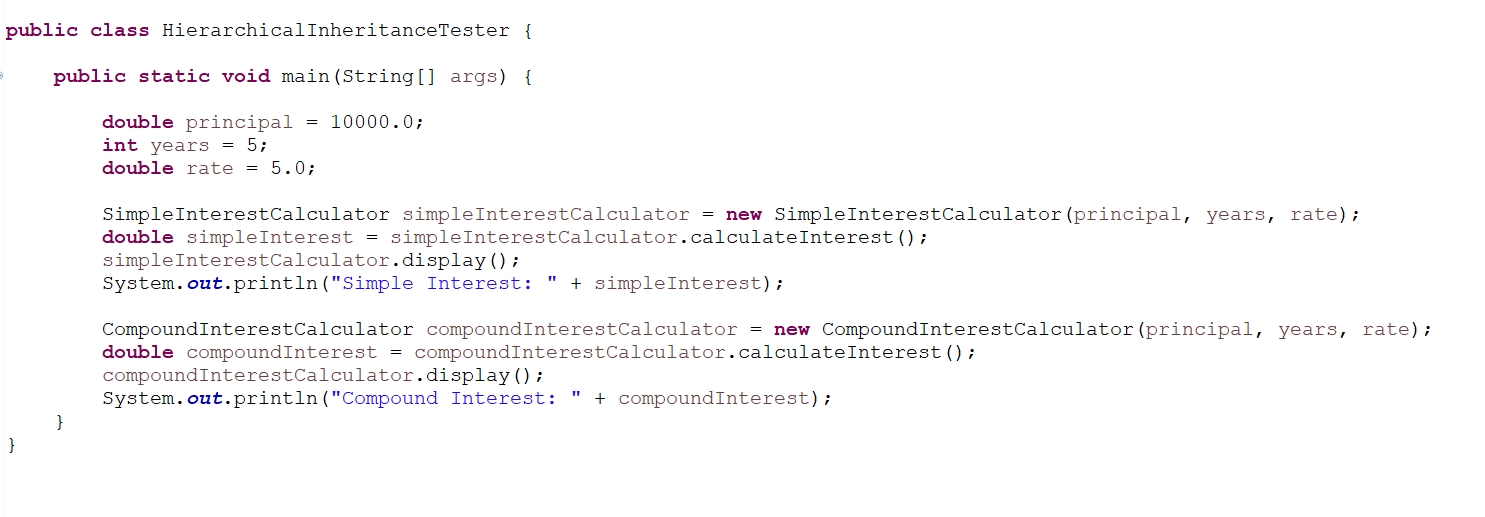 public class HierarchicalInheritanceTester {
public static void main(String[] args) {
double principal = 10000.0;
int years = 5;
double rate = 5.0;
SimpleInterestCalculator simpleInterestCalculator = new SimpleInterestCalculator(principal, years, rate);
double simpleInterest = simpleInterestCalculator.calculateInterest();
simpleInterestCalculator.display();
System.out.println("Simple Interest: " + simpleInterest);
CompoundInterestCalculator compoundInterestCalculator = new CompoundInterestCalculator(principal, years, rate);
double compoundInterest = compoundInterestCalculator.calculateInterest();
compoundInterestCalculator.display();
System.out.println("Compound Interest: " + compoundInterest);
}
}